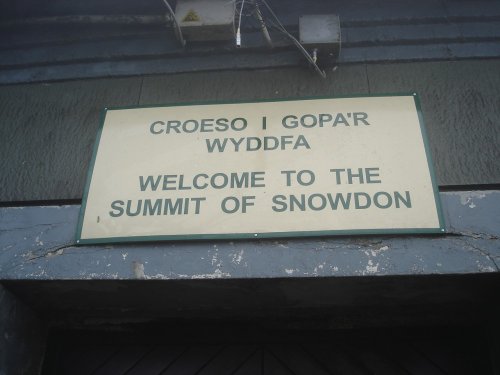 CROESO I GOPA'R
WYDDFA
WELCOME TO THE
SUMMIT OF SNOWDON